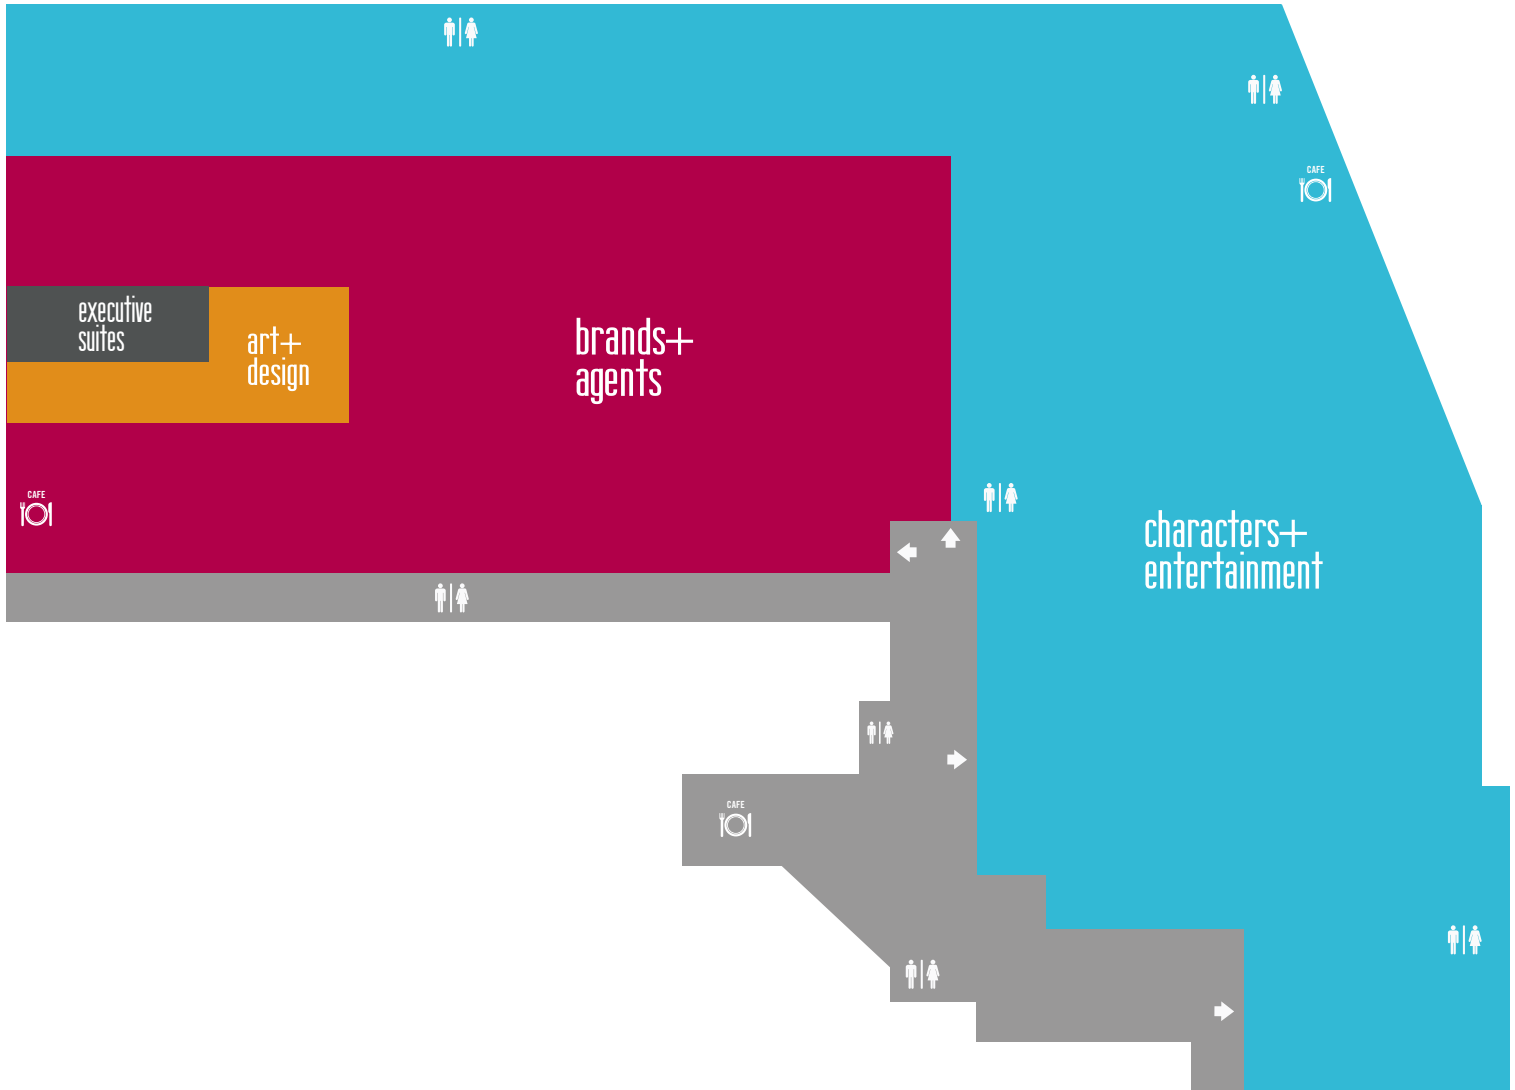 CAFE
executive
suites
art+
design
brands+
agents
CAFE
characters+
entertainment
CAFE